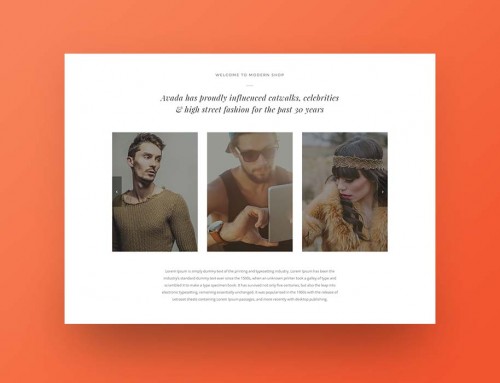 WELCOME TO MODERN SHOP
Avada has proudly influenced catwalks, celebrities
& high street fashion for the past 30 years
Lorem Ipsum is simply dummy text of the printing and typesetting industry. Lorem Ipsum has been the
industry's standard dummy text ever since the 1500s, when an unknown printer took a galley of type and
scrambled it to make a type specimen book. It has survived not only five centuries, but also the leap into
electronic typesetting, remaining essentially unchanged. It was popularised in the 1960s with the release of
Letraset sheets containing Lorem Ipsum passages, and more recently with desktop publishing.